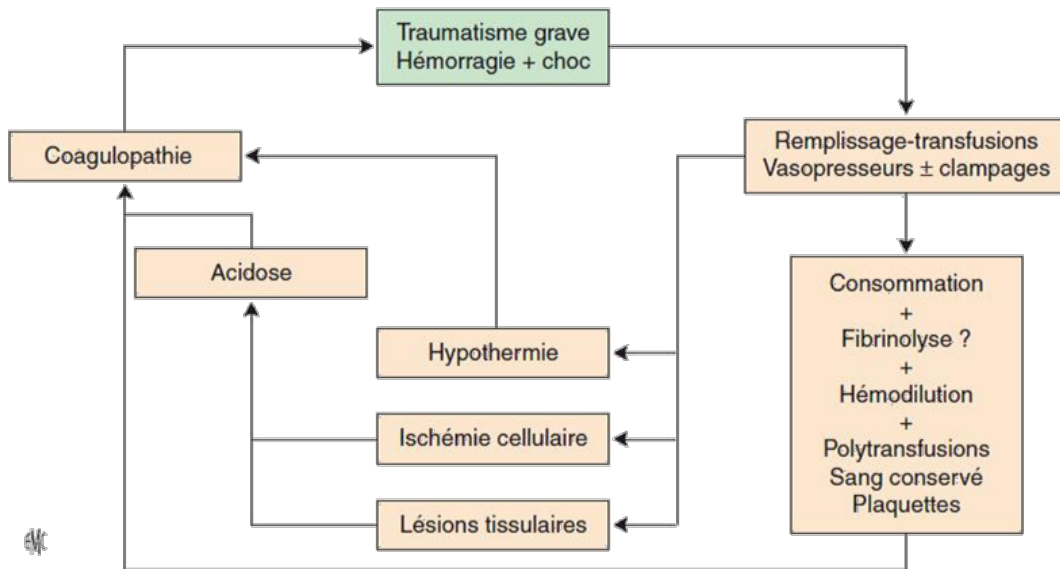 Traumatisme grave
Hémorragie + choc
Coagulopathie
Remplissage-transfusions
Vasopresseurs ± clampages
Acidose
Consommation
+
Fibrinolyse ?
+
Hémodilution
+
Polytransfusions
Sang conservé
Plaquettes
Hypothermie
Ischémie cellulaire
Lésions tissulaires
EMC